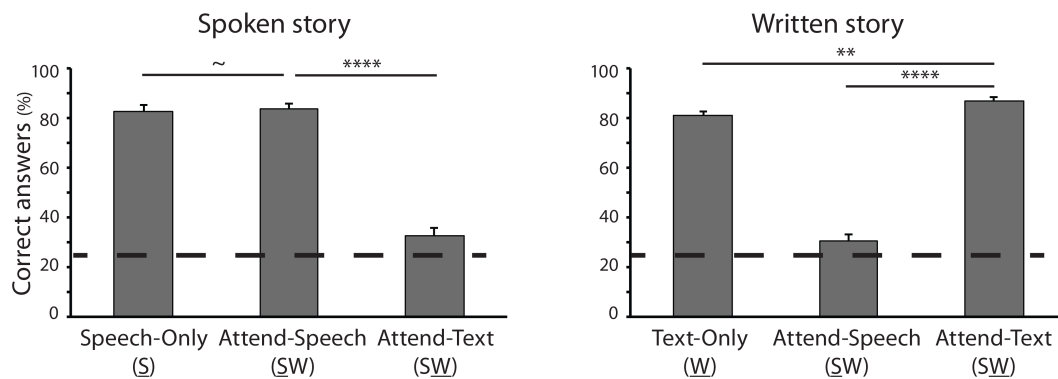 Spoken story
~
****
100
80
60
40
20
0
Correct answers (%)
Speech-Only
(S)
Attend-Speech
(SW)
Attend-Text
(SW)
Written story
**
****
100
80
60
40
20
0
Text-Only
(W)
Attend-Speech
(SW)
Attend-Text
(SW)